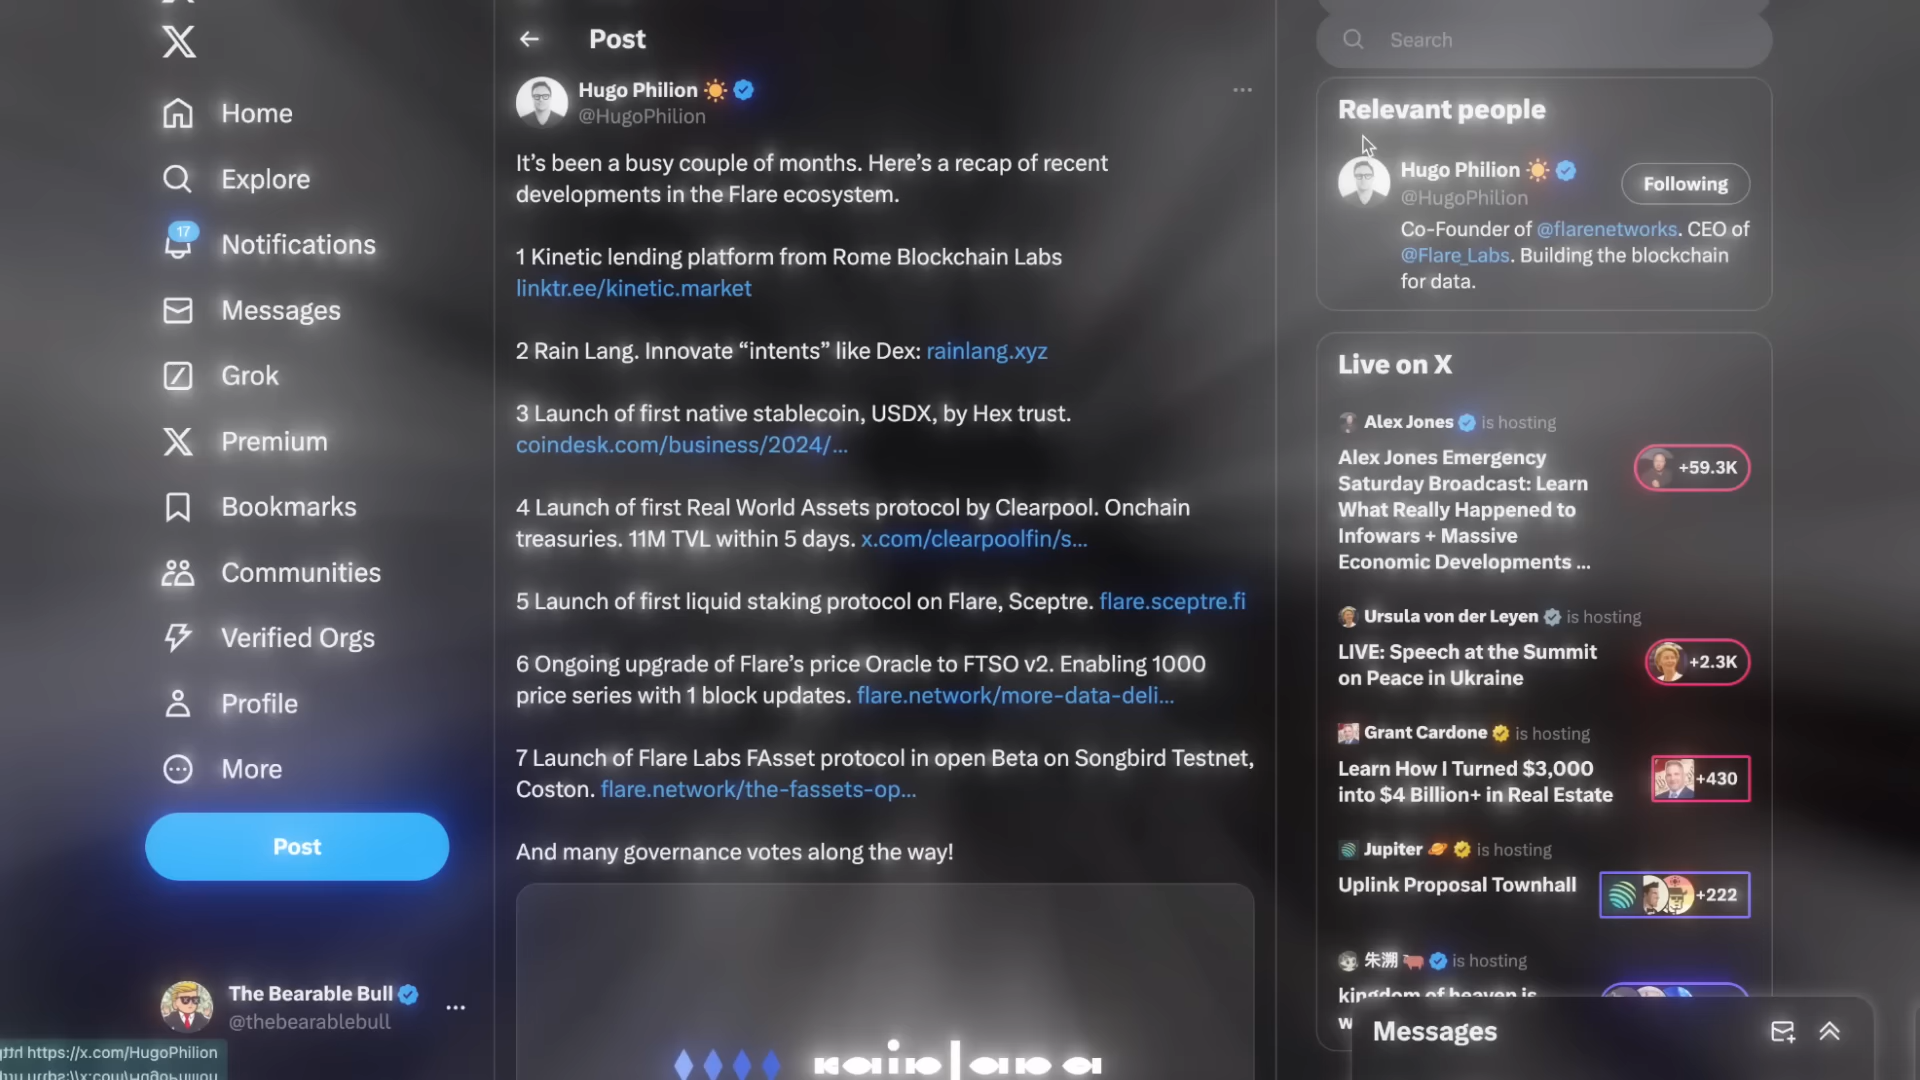 Home
Explore
17
Notifications
Messages
Grok
Premium
Bookmarks
Communities
Verified Orgs
Profile
More
Post
The Bearable Bull
@thebearablebull
https://x.com/HugoPhilion
Post
Hugo Philion
@HugoPhilion
It’s been a busy couple of months. Here’s a recap of recent
developments in the Flare ecosystem.
1 Kinetic lending platform from Rome Blockchain Labs
linktr.ee/kinetic.market
2 Rain Lang. Innovate “intents” like Dex: rainlang.xyz
3 Launch of first native stablecoin, USDX, by Hex trust.
coindesk.com/business/2024/…
4 Launch of first Real World Assets protocol by Clearpool. Onchain
treasuries. 11M TVL within 5 days. x.com/clearpoolfin/s…
5 Launch of first liquid staking protocol on Flare, Sceptre. flare.sceptre.fi
6 Ongoing upgrade of Flare’s price Oracle to FTSO v2. Enabling 1000
price series with 1 block updates. flare.network/more-data-deli…
7 Launch of Flare Labs FAsset protocol in open Beta on Songbird Testnet,
Coston. flare.network/the-fassets-op…
And many governance votes along the way!
rainlang
Search
Relevant people
Hugo Philion
@HugoPhilion
Following
Co-Founder of @flarenetworks. CEO of
@Flare_Labs. Building the blockchain
for data.
Live on X
Alex Jones is hosting
Alex Jones Emergency
Saturday Broadcast: Learn
What Really Happened to
Infowars + Massive
Economic Developments ...
+59.3K
Ursula von der Leyen is hosting
LIVE: Speech at the Summit
on Peace in Ukraine
+2.3K
Grant Cardone is hosting
Learn How I Turned $3,000
into $4 Billion+ in Real Estate
+430
Jupiter is hosting
Uplink Proposal Townhall
+222
朱溯 is hosting
kingdom of heaven is
Messages